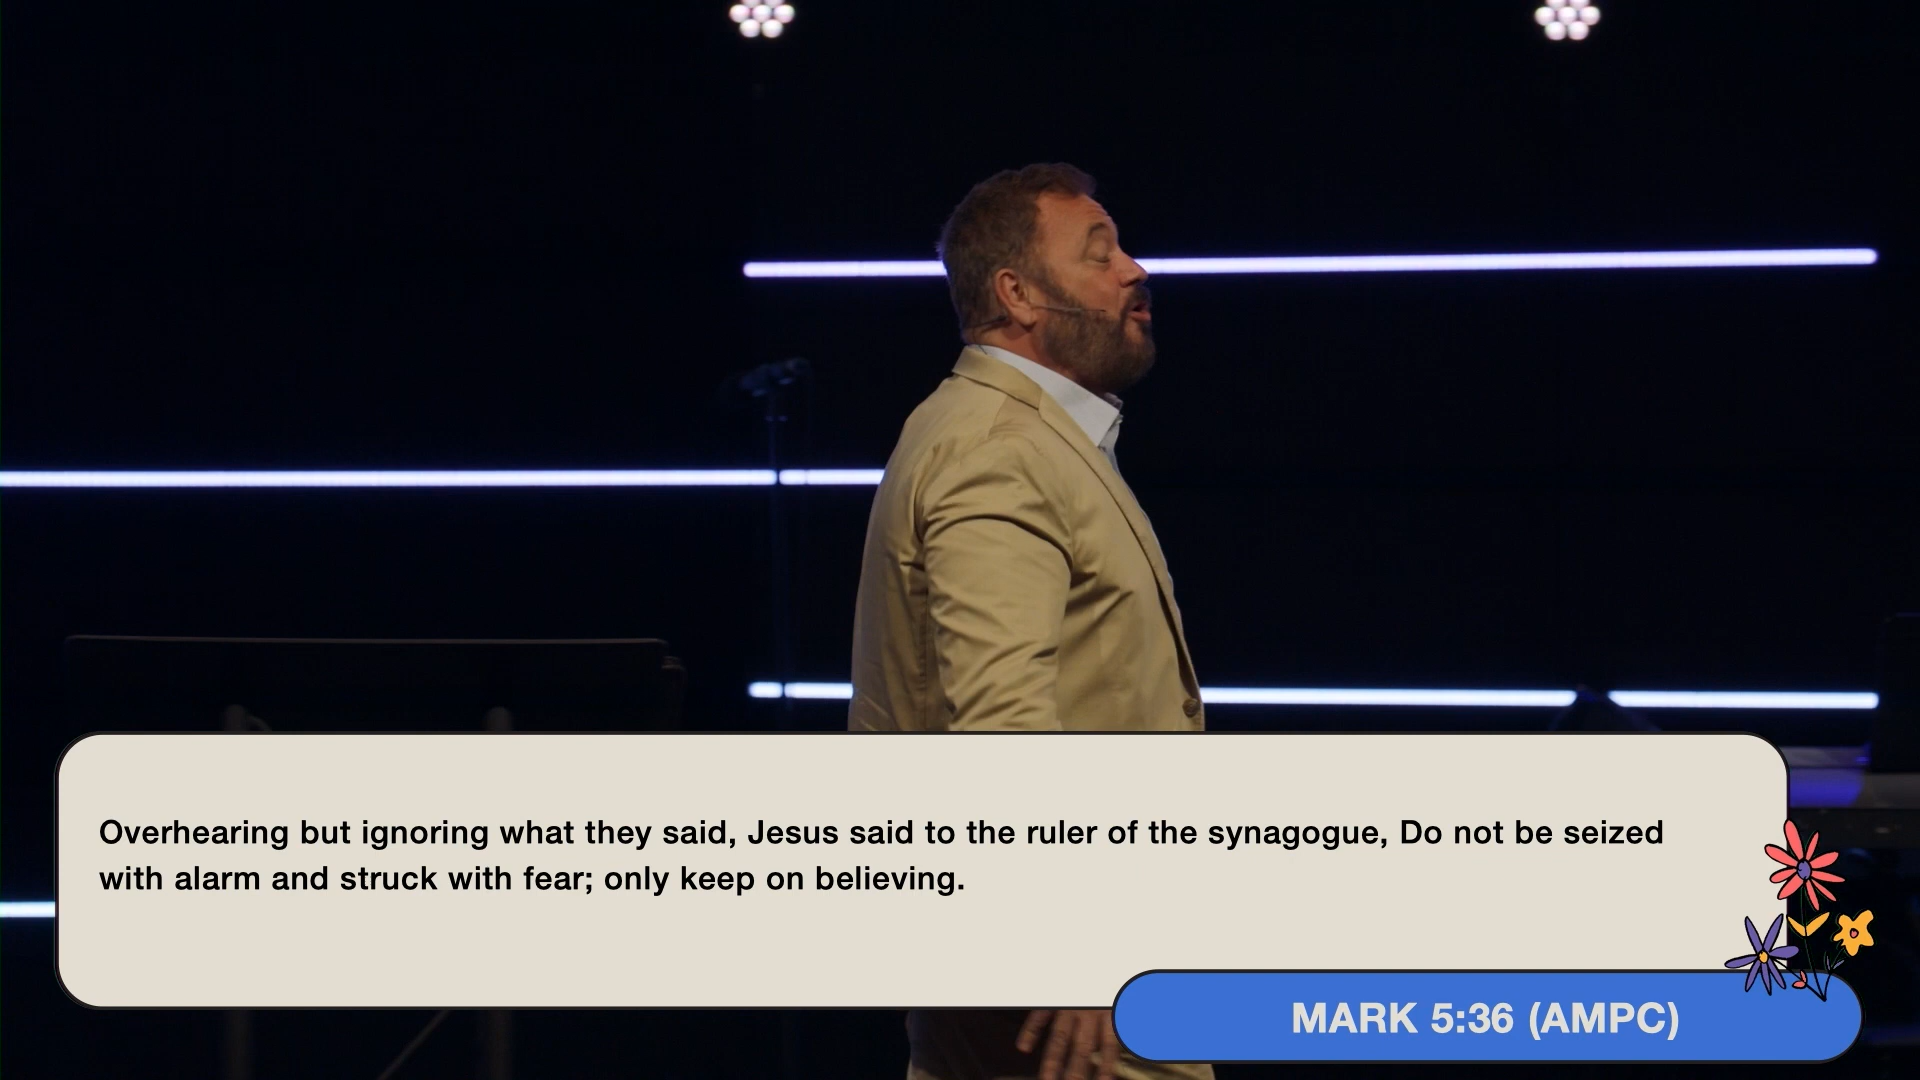 Overhearing but ignoring what they said, Jesus said to the ruler of the synagogue, Do not be seized
with alarm and struck with fear; only keep on believing.
MARK 5:36 (AMPC)